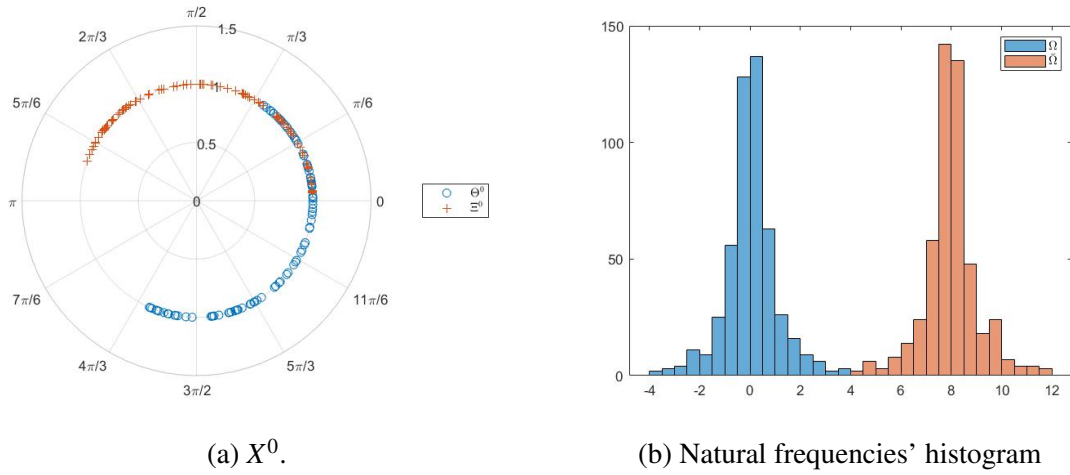 π/2
2π/3
1.5
π/3
5π/6
1
π/6
0.5
π
0
0
7π/6
11π/6
4π/3
5π/3
3π/2
Θ⁰
Ξ⁰
150
100
50
0
-4 -2 0 2 4 6 8 10 12
Ω
Ω̃
(a) X⁰.
(b) Natural frequencies’ histogram